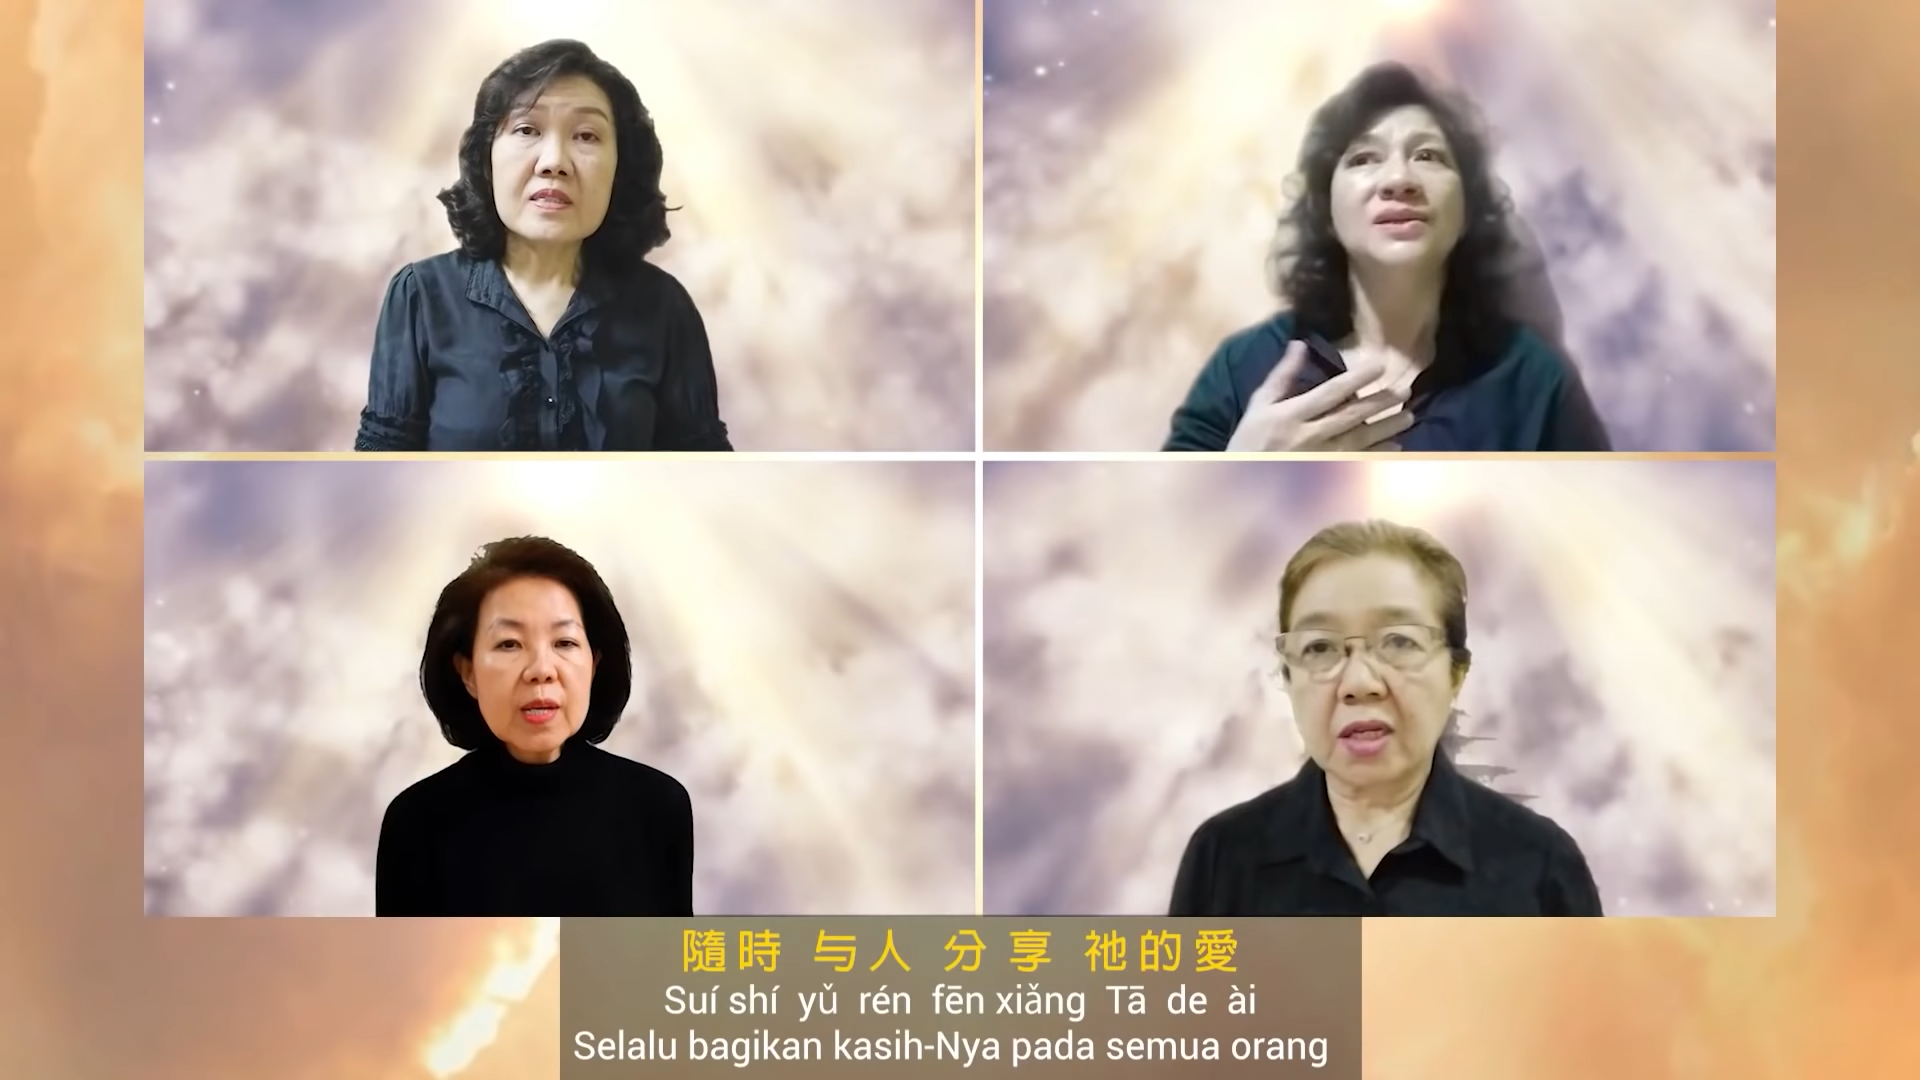 隨時 与人 分享 祂的愛
Suí shí yǔ rén fēn xiǎng Tā de ài
Selalu bagikan kasih-Nya pada semua orang